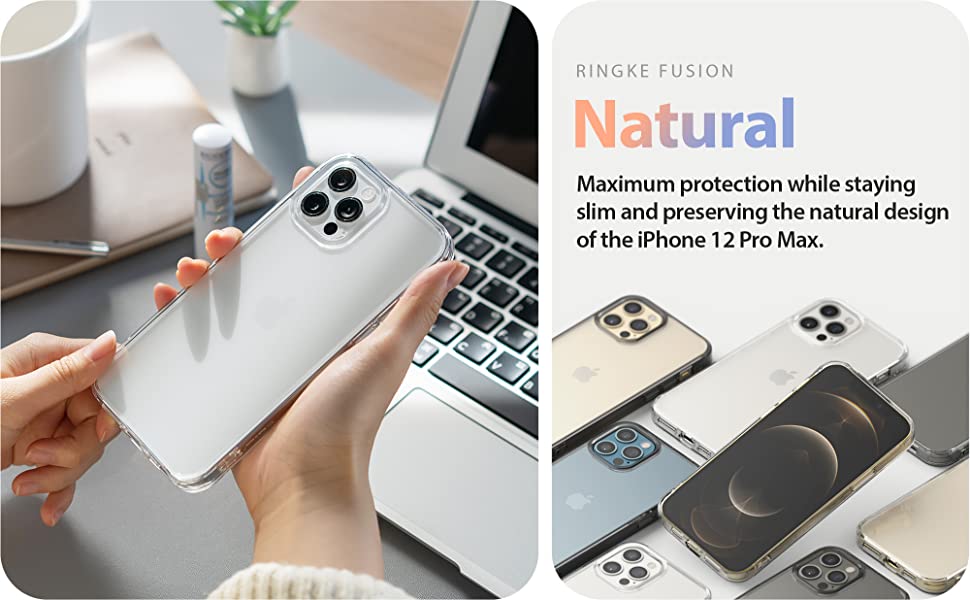 RINGKE FUSION
Natural
Maximum protection while staying
slim and preserving the natural design
of the iPhone 12 Pro Max.